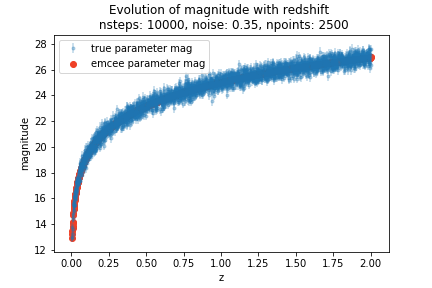 Evolution of magnitude with redshift
nsteps: 10000, noise: 0.35, npoints: 2500
28
26
24
22
20
18
16
14
12
magnitude
true parameter mag
emcee parameter mag
0.00 0.25 0.50 0.75 1.00 1.25 1.50 1.75 2.00
z